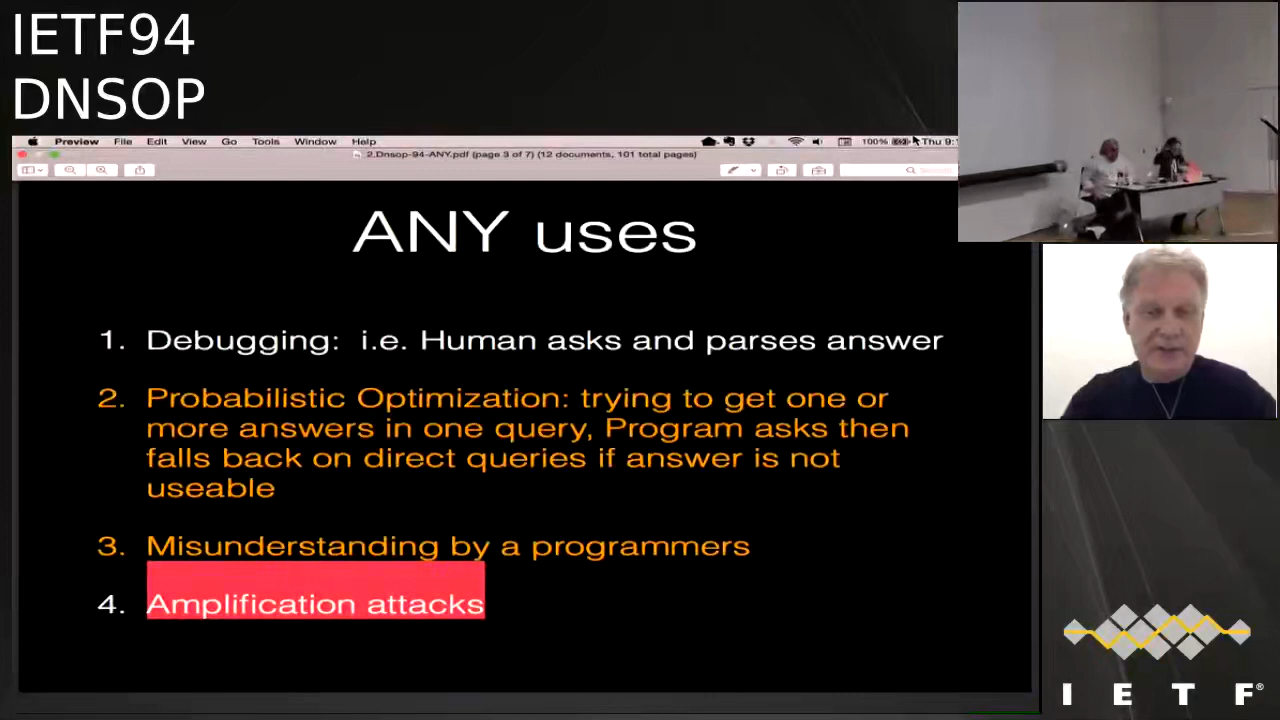 IETF94
DNSOP
Preview File Edit View Go Tools Window Help 100% Thu 9:
2.Dnsop-94-ANY.pdf (page 3 of 7) (12 documents, 101 total pages)
ANY uses
1. Debugging: i.e. Human asks and parses answer
2. Probabilistic Optimization: trying to get one or
more answers in one query, Program asks then
falls back on direct queries if answer is not
useable
3. Misunderstanding by a programmers
4. Amplification attacks
I E T F®